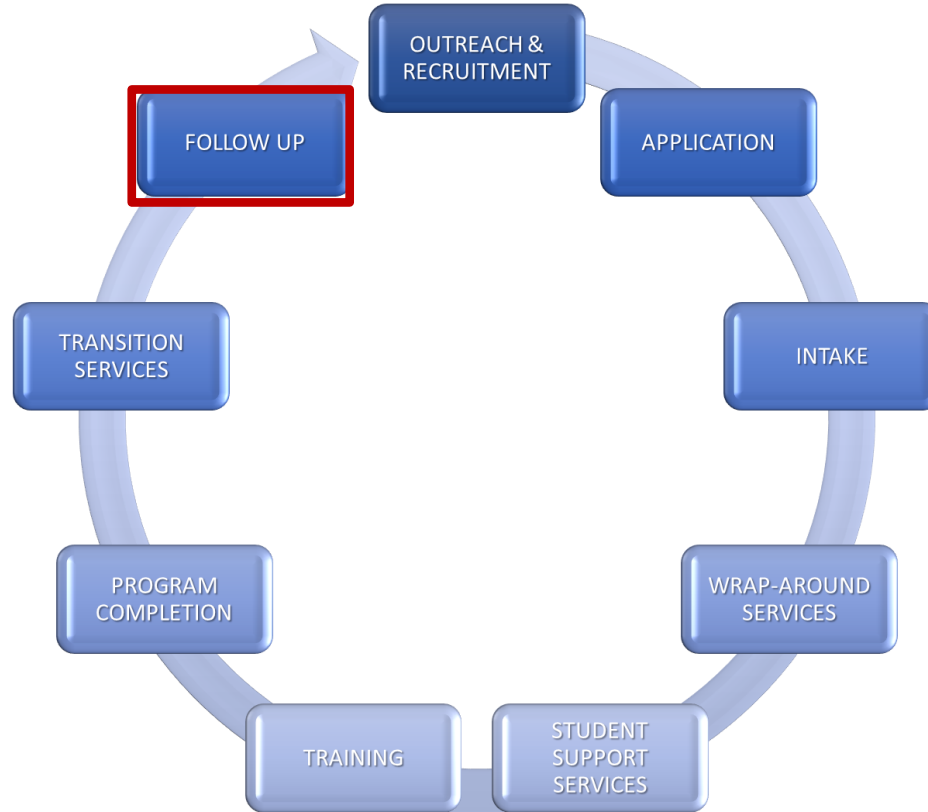 OUTREACH &
RECRUITMENT
APPLICATION
INTAKE
WRAP-AROUND
SERVICES
STUDENT
SUPPORT
SERVICES
TRAINING
PROGRAM
COMPLETION
TRANSITION
SERVICES
FOLLOW UP